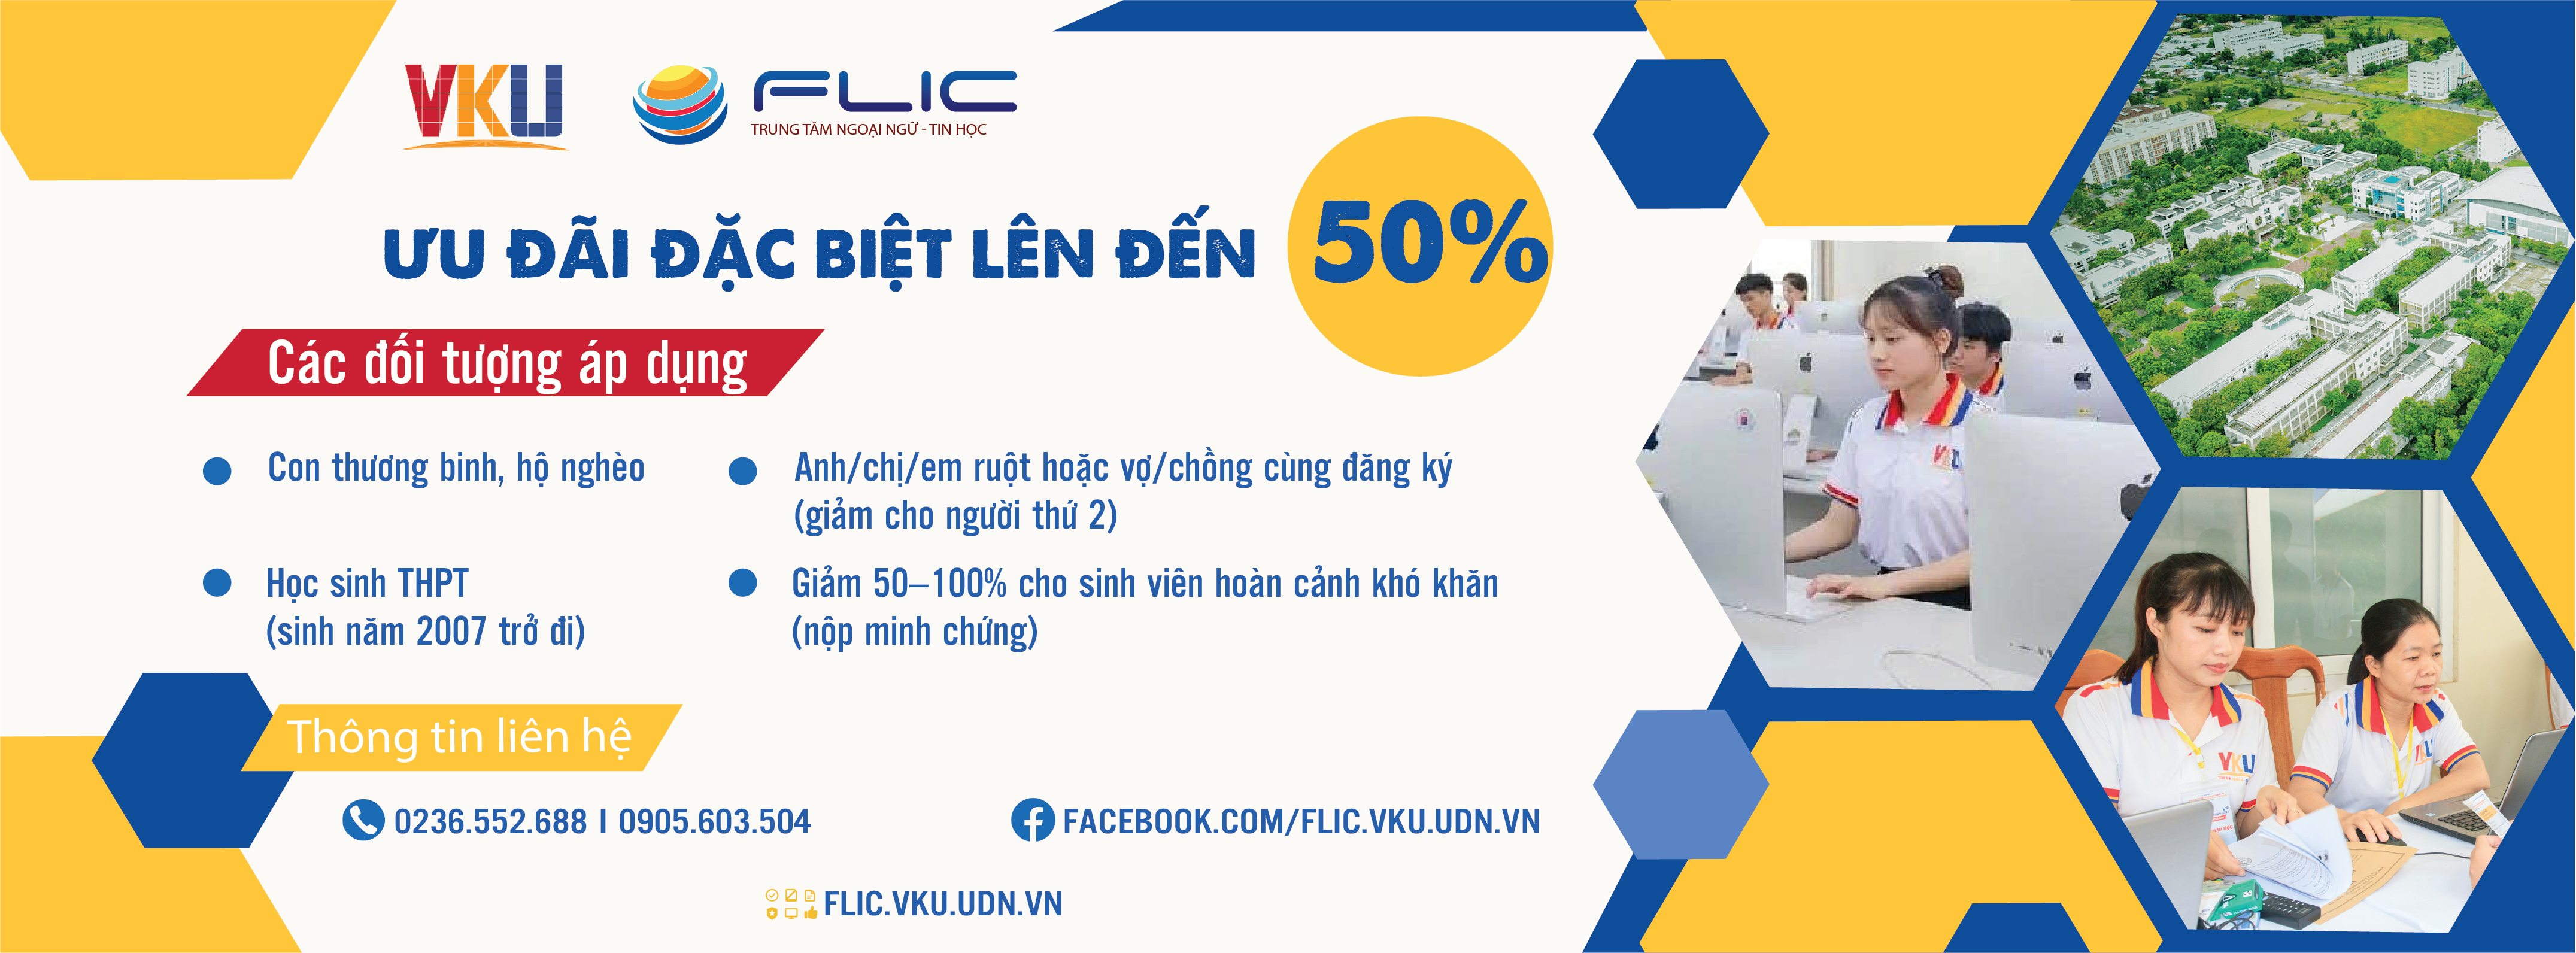 VKU
FLIC
TRUNG TÂM NGOẠI NGỮ - TIN HỌC
ƯU ĐÃI ĐẶC BIỆT LÊN ĐẾN 50%
Các đối tượng áp dụng
Con thương binh, hộ nghèo
Học sinh THPT
(sinh năm 2007 trở đi)
Anh/chị/em ruột hoặc vợ/chồng cùng đăng ký
(giảm cho người thứ 2)
Giảm 50–100% cho sinh viên hoàn cảnh khó khăn
(nộp minh chứng)
Thông tin liên hệ
0236.552.688 I 0905.603.504
FACEBOOK.COM/FLIC.VKU.UDN.VN
FLIC.VKU.UDN.VN
VKU